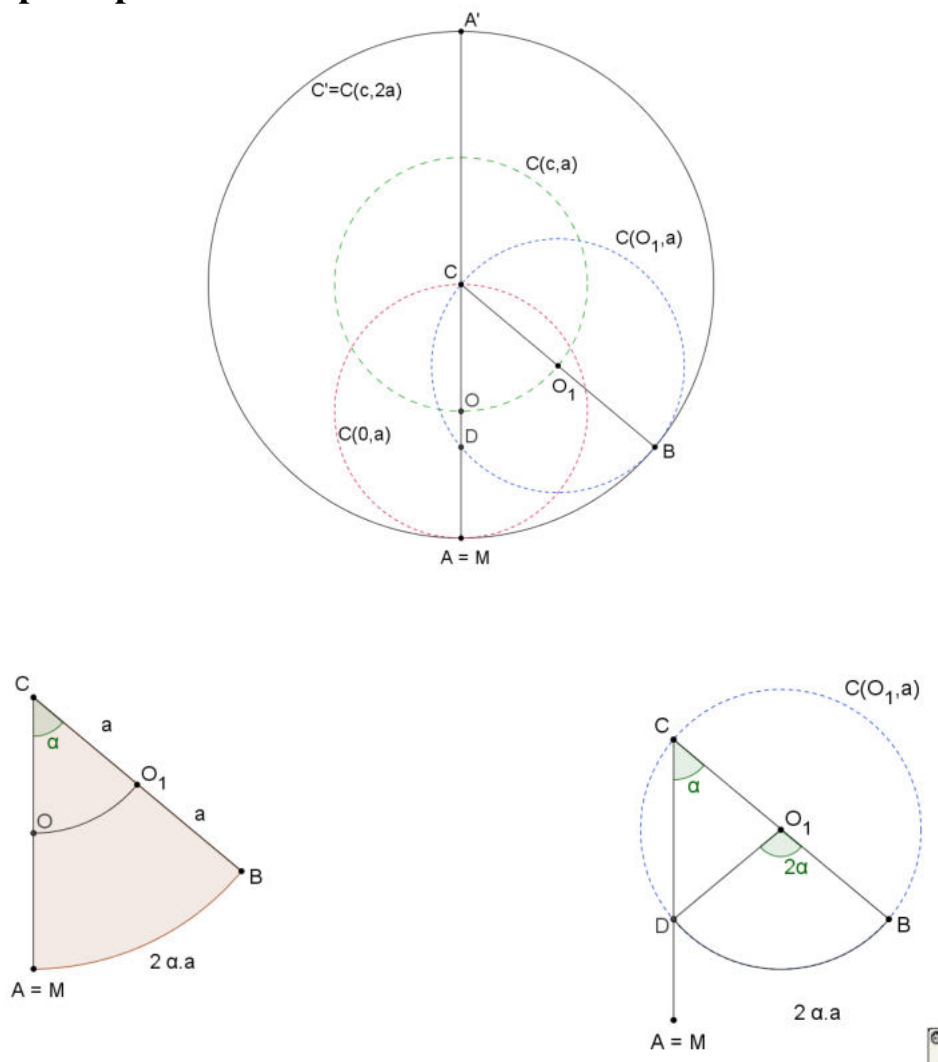 A'
C'=C(c,2a)
C(c,a)
C(O₁,a)
C
O₁
O
C(0,a)
D
B
A = M
C
a
α
O₁
O
a
B
2 α.a
A = M
C(O₁,a)
C
α
O₁
2α
D
B
2 α.a
A = M